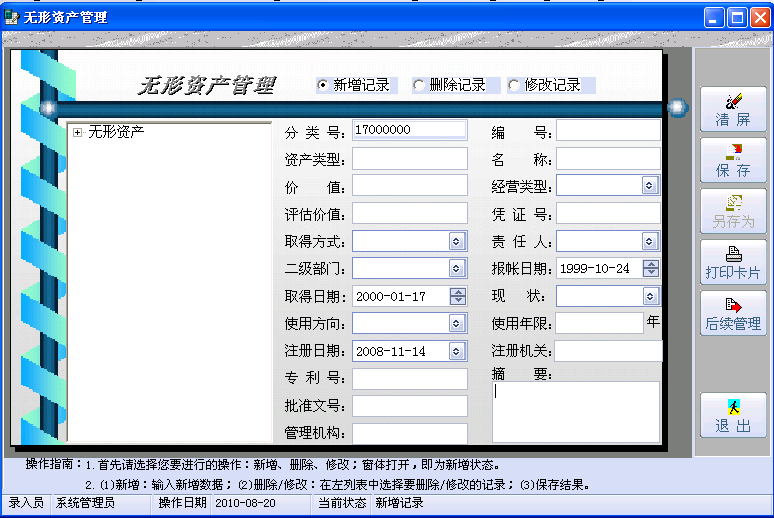 无形资产管理
无形资产管理 新增记录 删除记录 修改记录
无形资产
分 类 号: 17000000 编 号:
资产类型: 名 称:
价 值: 经营类型:
评估价值: 凭 证 号:
取得方式: 责 任 人:
二级部门: 报帐日期: 1999-10-24
取得日期: 2000-01-17 现 状:
使用方向: 使用年限: 年
注册日期: 2008-11-14 注册机关:
专 利 号: 摘 要:
批准文号:
管理机构:
清 屏
保 存
另存为
打印卡片
后续管理
退 出
操作指南: 1. 首先请选择您要进行的操作: 新增、删除、修改; 窗体打开, 即为新增状态。
2. (1)新增: 输入新增数据; (2)删除/修改: 在左列表中选择要删除/修改的记录; (3)保存结果。
录入员 系统管理员 操作日期 2010-08-20 当前状态 新增记录